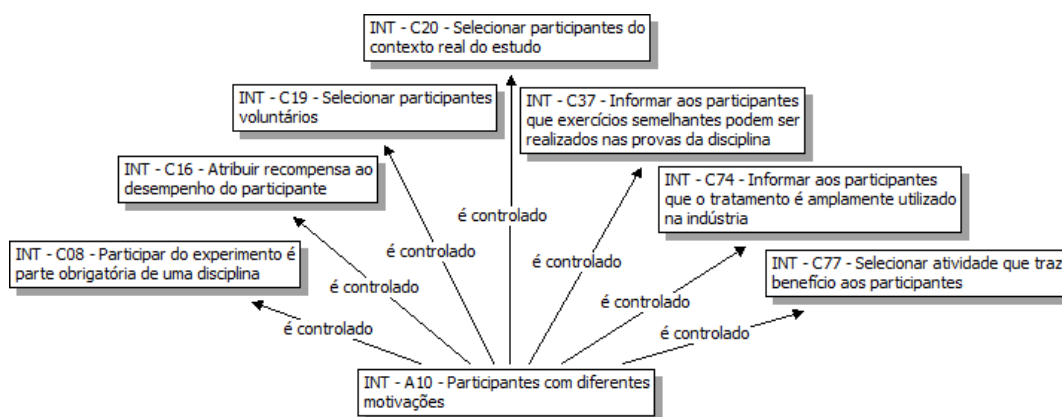 INT - C20 - Selecionar participantes do
contexto real do estudo
INT - C19 - Selecionar participantes
voluntários
INT - C37 - Informar aos participantes
que exercícios semelhantes podem ser
realizados nas provas da disciplina
INT - C16 - Atribuir recompensa ao
desempenho do participante
INT - C74 - Informar aos participantes
que o tratamento é amplamente utilizado
na indústria
INT - C08 - Participar do experimento é
parte obrigatória de uma disciplina
INT - C77 - Selecionar atividade que traz
benefício aos participantes
é controlado
é controlado
é controlado
é controlado
é controlado
é controlado
é controlado
INT - A10 - Participantes com diferentes
motivações